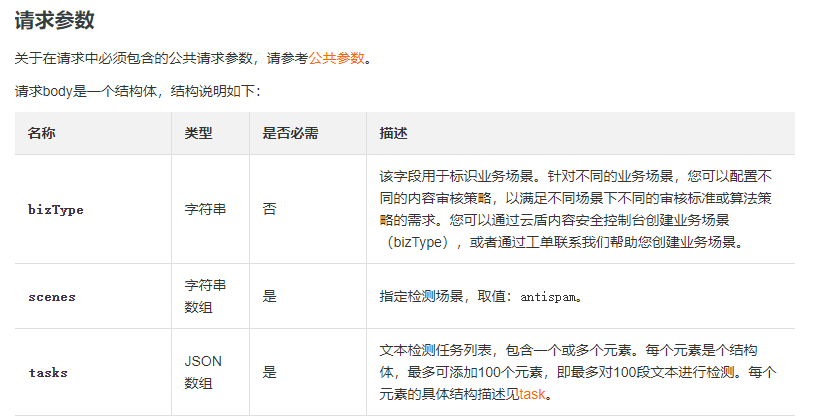 请求参数
关于在请求中必须包含的公共请求参数，请参考公共参数。
请求body是一个结构体，结构说明如下：
名称 类型 是否必需 描述
bizType 字符串 否 该字段用于标识业务场景。针对不同的业务场景，您可以配置不
同的内容审核策略，以满足不同场景下不同的审核标准或算法策
略的需求。您可以通过云盾内容安全控制台创建业务场景
（bizType），或者通过工单联系我们帮助您创建业务场景。
scenes 字符串
数组 是 指定检测场景，取值：antispam。
tasks JSON
数组 是 文本检测任务列表，包含一个或多个元素。每个元素是个结构
体，最多可添加100个元素，即最多对100段文本进行检测。每个
元素的具体结构描述见task。